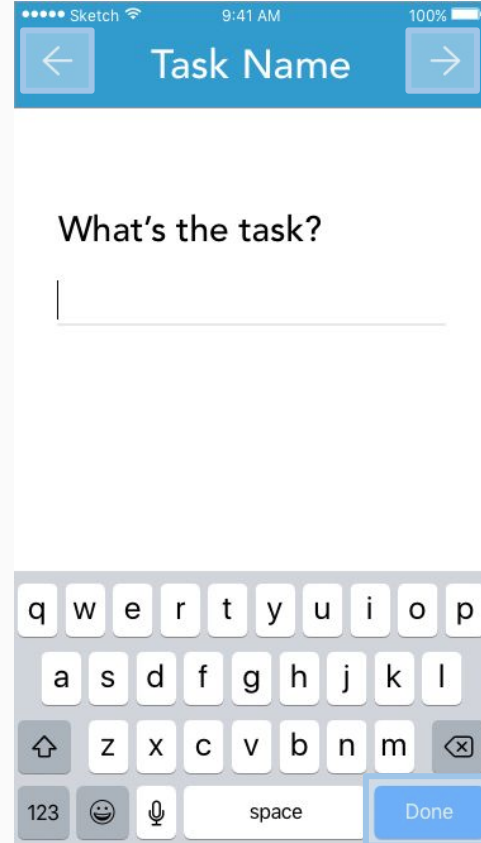 Sketch 9:41 AM 100%
Task Name
What's the task?
q w e r t y u i o p
a s d f g h j k l
z x c v b n m
123 space Done